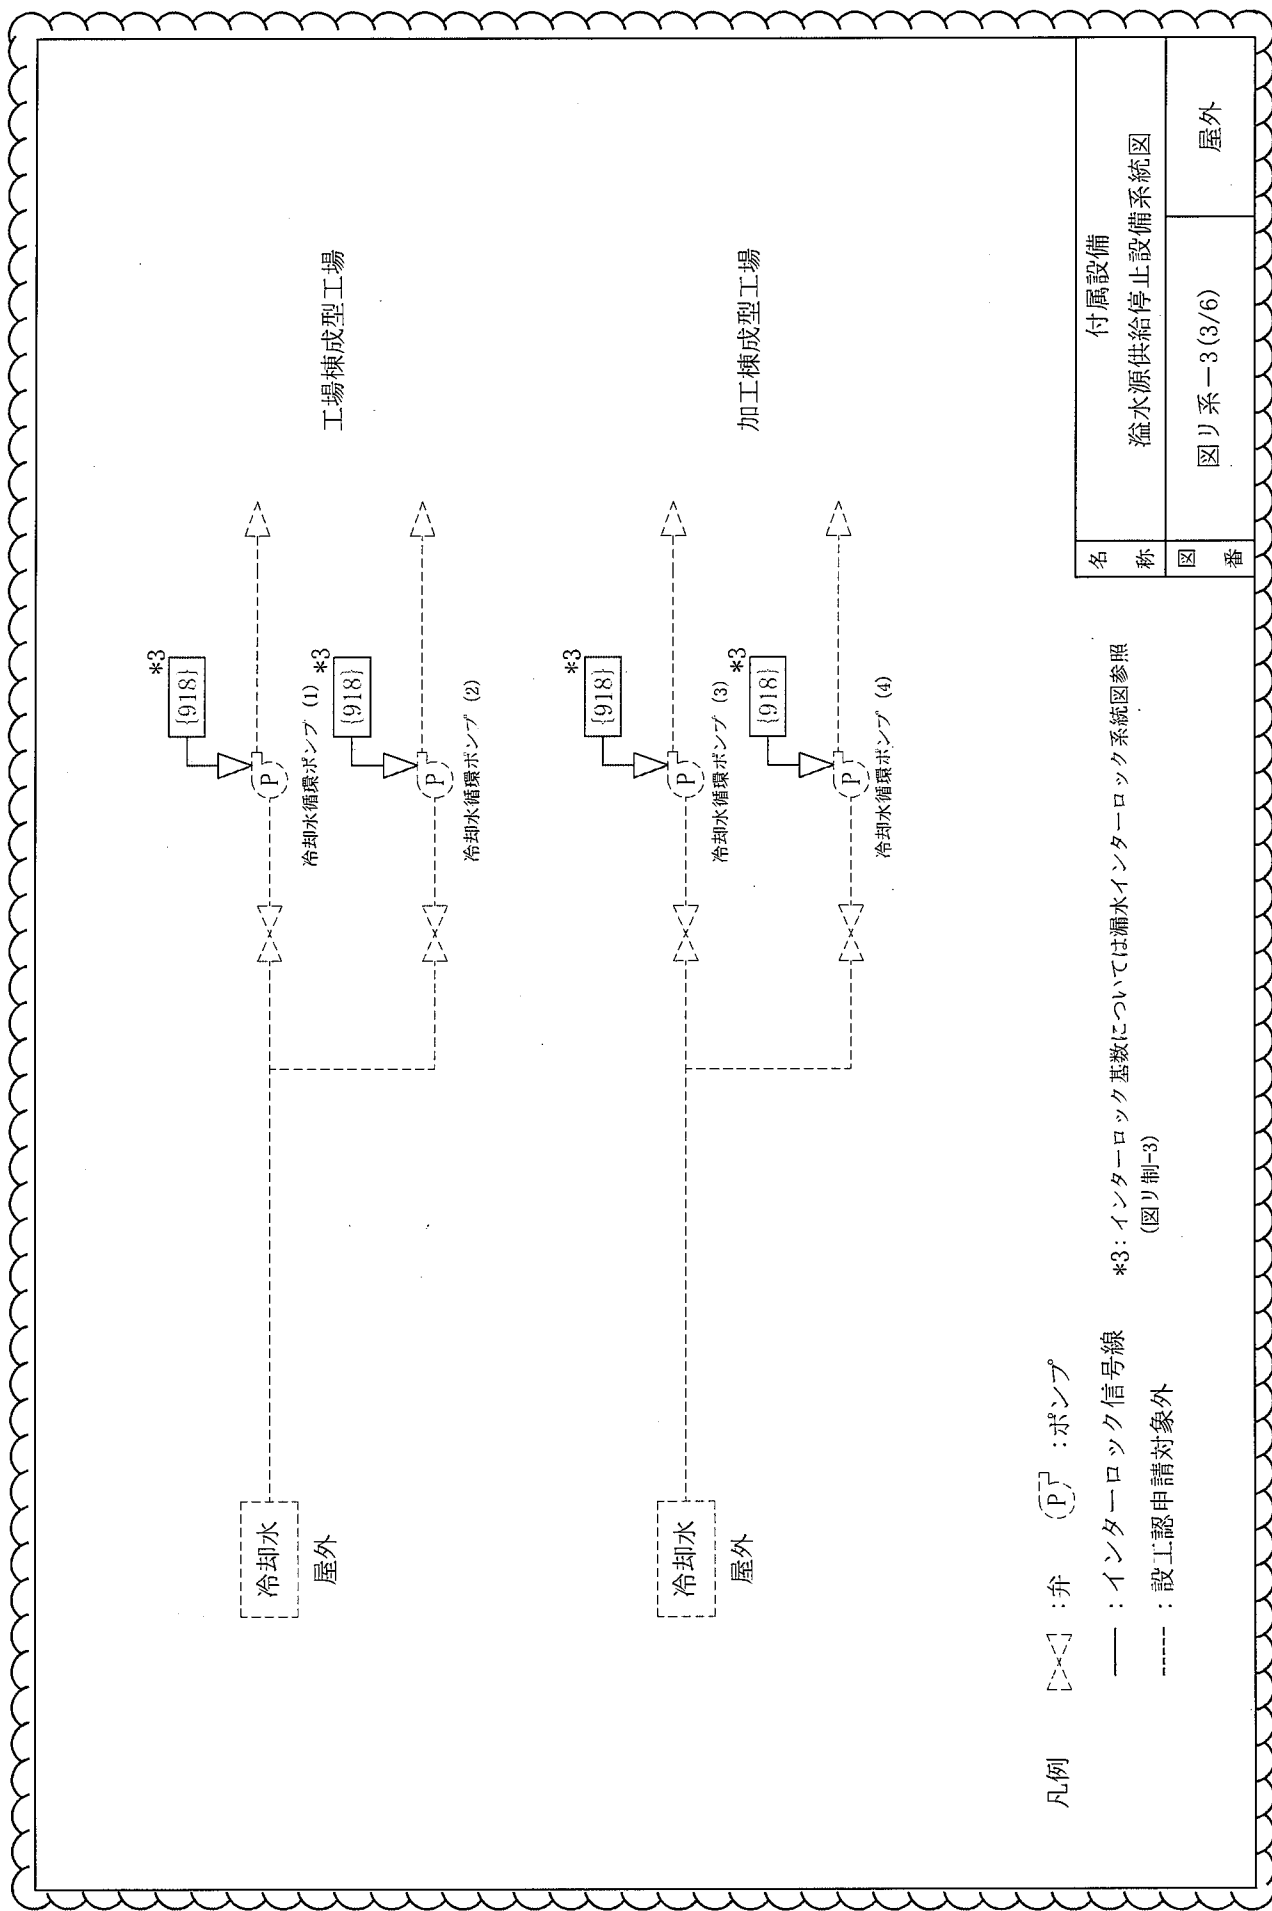 *3
{918}
P
冷却水循環ポンプ (1)
工場棟成型工場
*3
{918}
P
冷却水循環ポンプ (2)
冷却水
屋外
*3
{918}
P
冷却水循環ポンプ (3)
加工棟成型工場
*3
{918}
P
冷却水循環ポンプ (4)
冷却水
屋外
凡例
:弁
P
:ポンプ
:インターロック信号線
:設工認申請対象外
*3:インターロック基数については漏水インターロック系統図参照
(図リ制-3)
名称
付属設備
溢水源供給停止設備系統図
図番
図リ系－3(3/6)
屋外